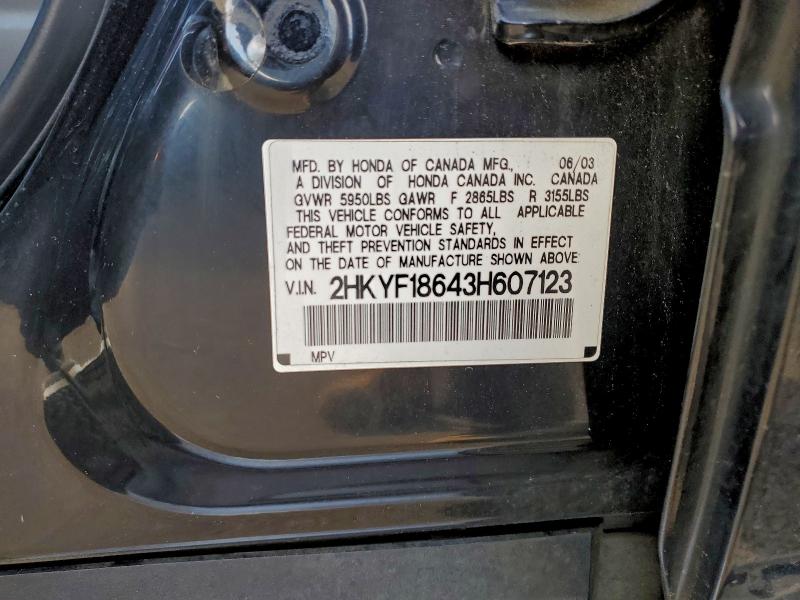 MFD. BY HONDA OF CANADA MFG., 06/03
A DIVISION OF HONDA CANADA INC. CANADA
GVWR 5950LBS GAWR F 2865LBS R 3155LBS
THIS VEHICLE CONFORMS TO ALL APPLICABLE
FEDERAL MOTOR VEHICLE SAFETY,
AND THEFT PREVENTION STANDARDS IN EFFECT
ON THE DATE OF MANUFACTURE SHOWN ABOVE
V.I.N. 2HKYF18643H607123
MPV